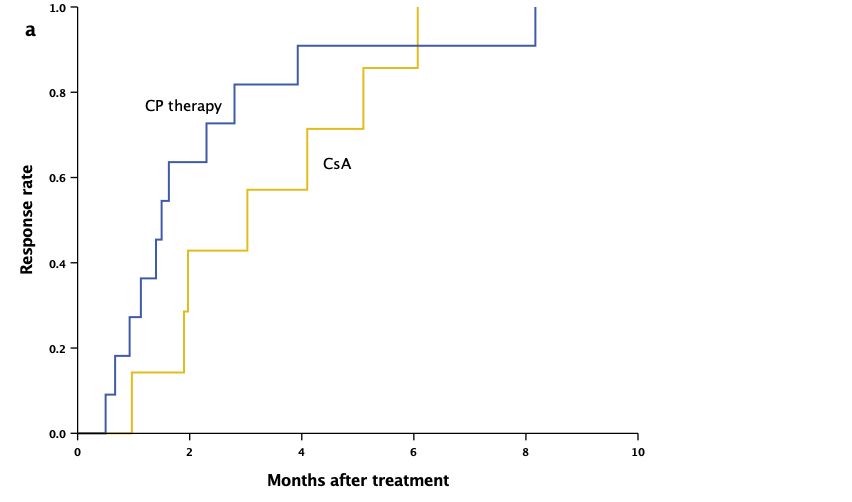 a
1.0
0.8
0.6
0.4
0.2
0.0
Response rate
CP therapy
CsA
0 2 4 6 8 10
Months after treatment